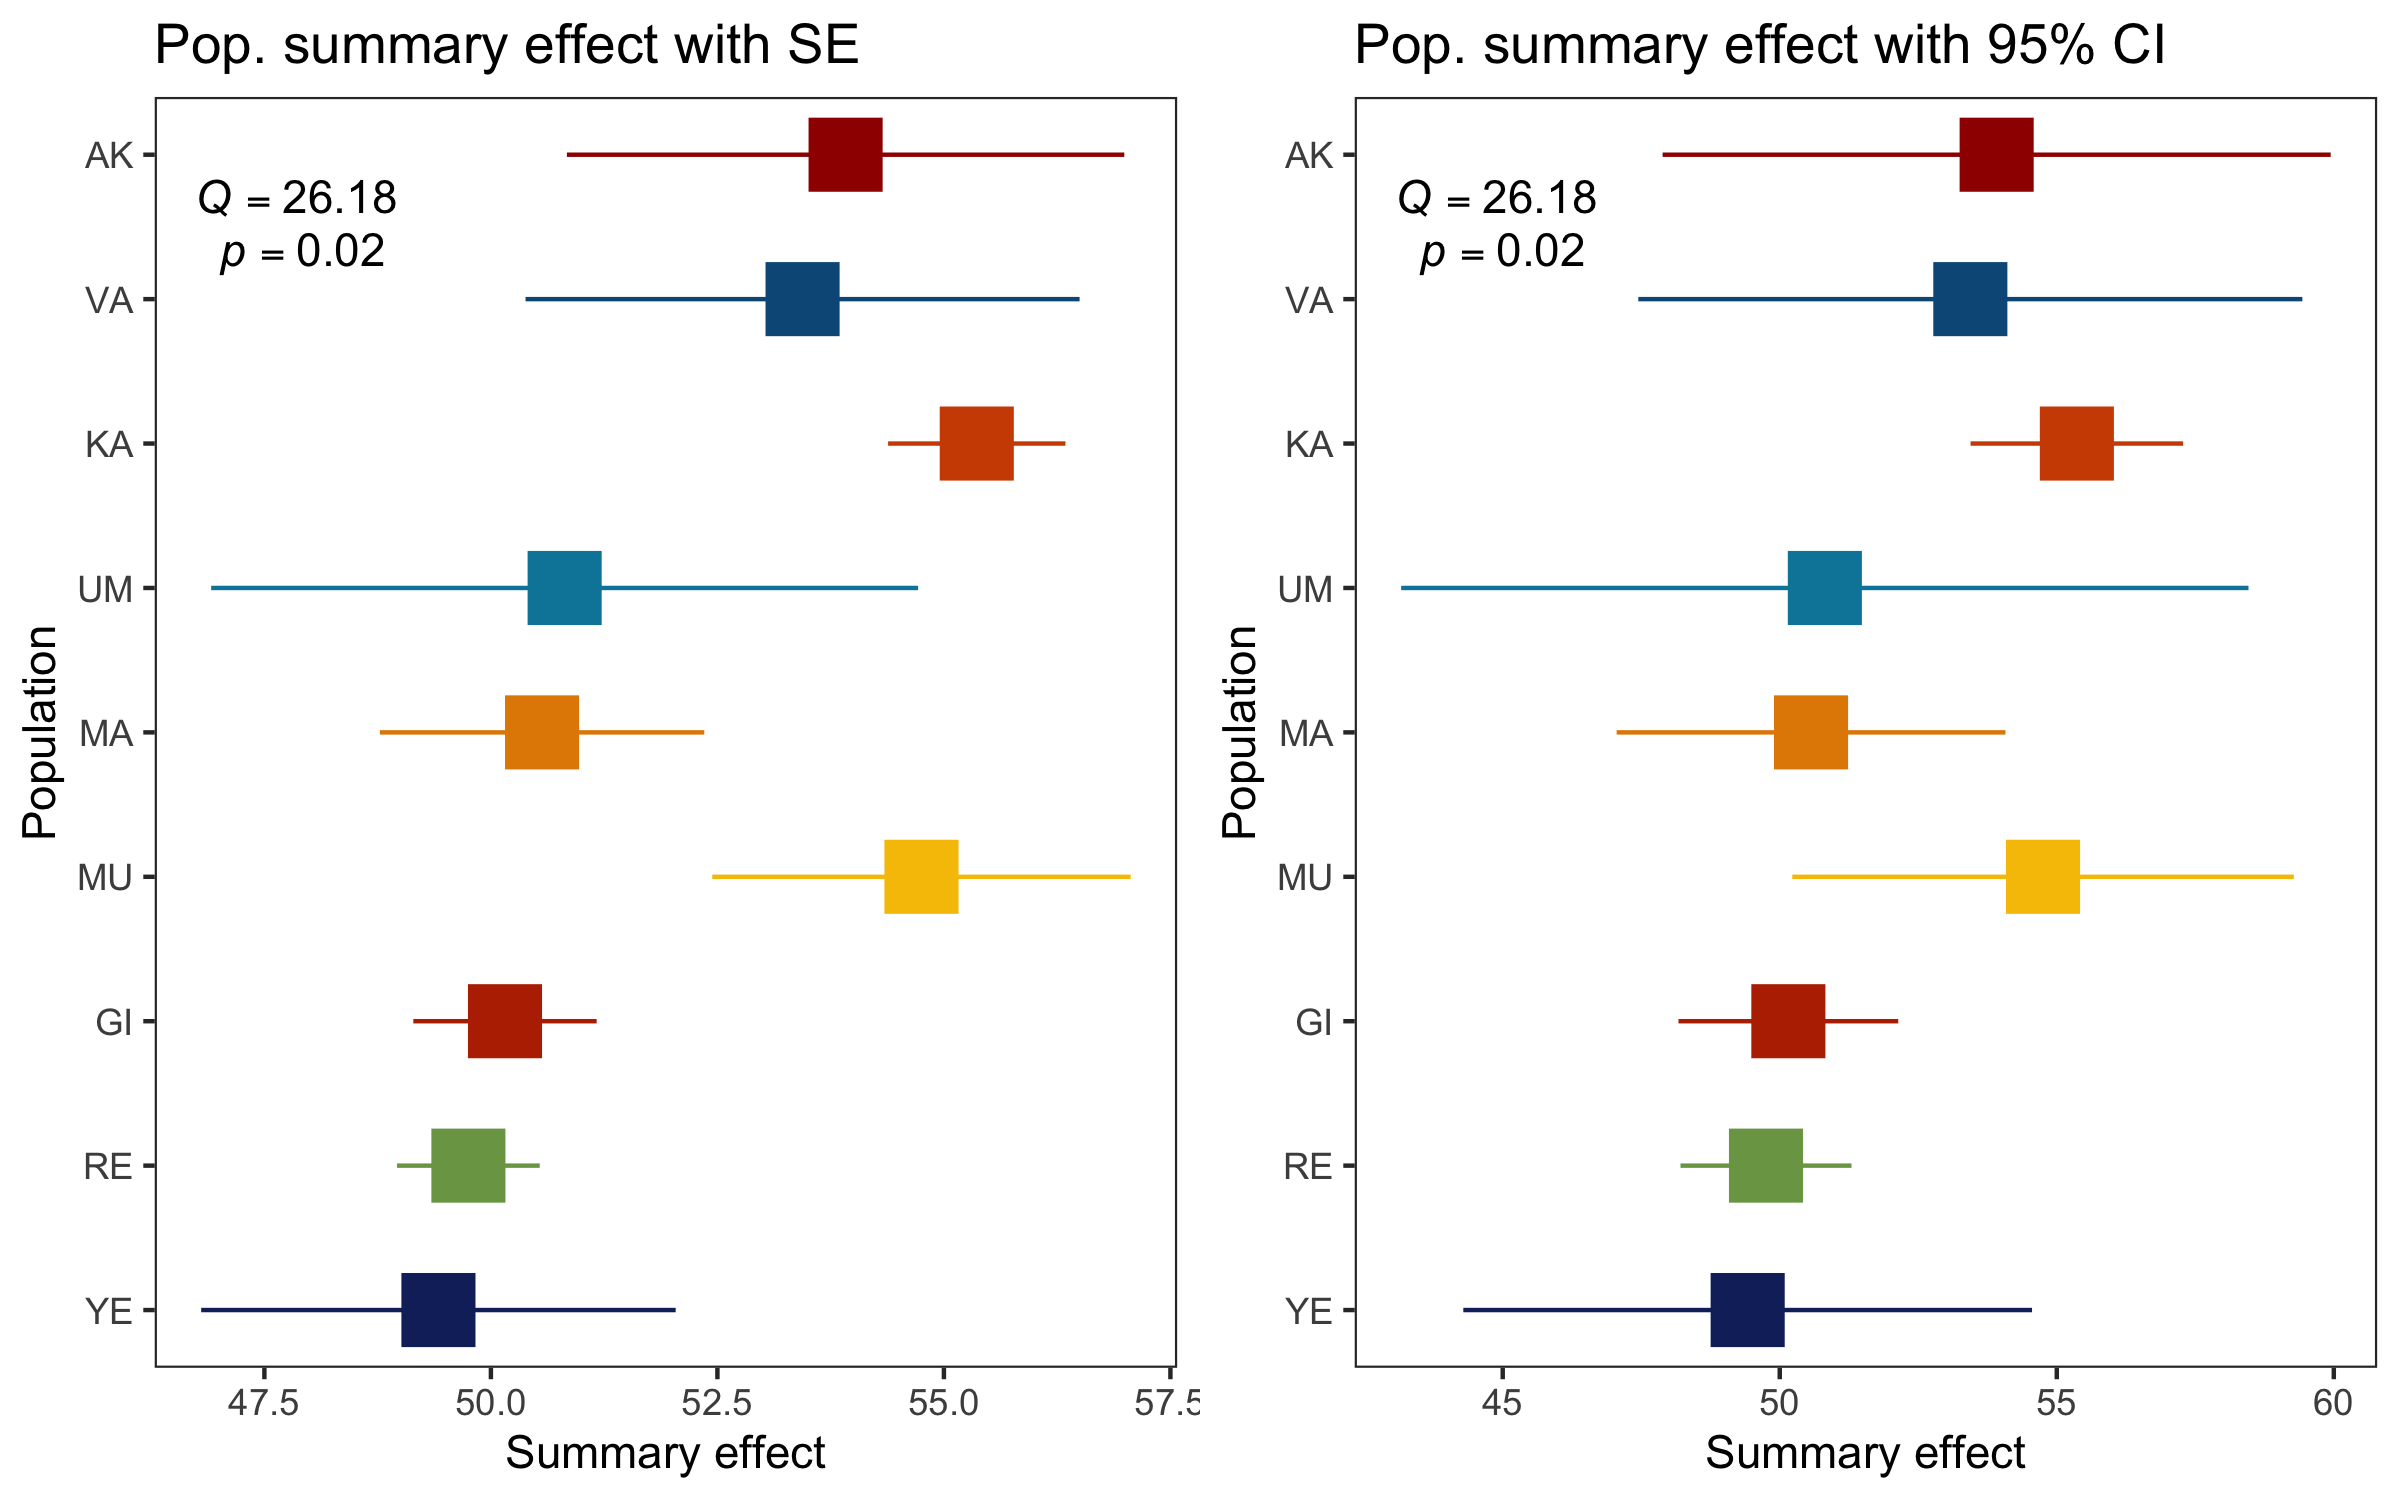 Pop. summary effect with SE
Q = 26.18
p = 0.02
AK
VA
KA
UM
MA
MU
GI
RE
YE
Population
47.5 50.0 52.5 55.0 57.5
Summary effect
Pop. summary effect with 95% CI
Q = 26.18
p = 0.02
AK
VA
KA
UM
MA
MU
GI
RE
YE
Population
45 50 55 60
Summary effect